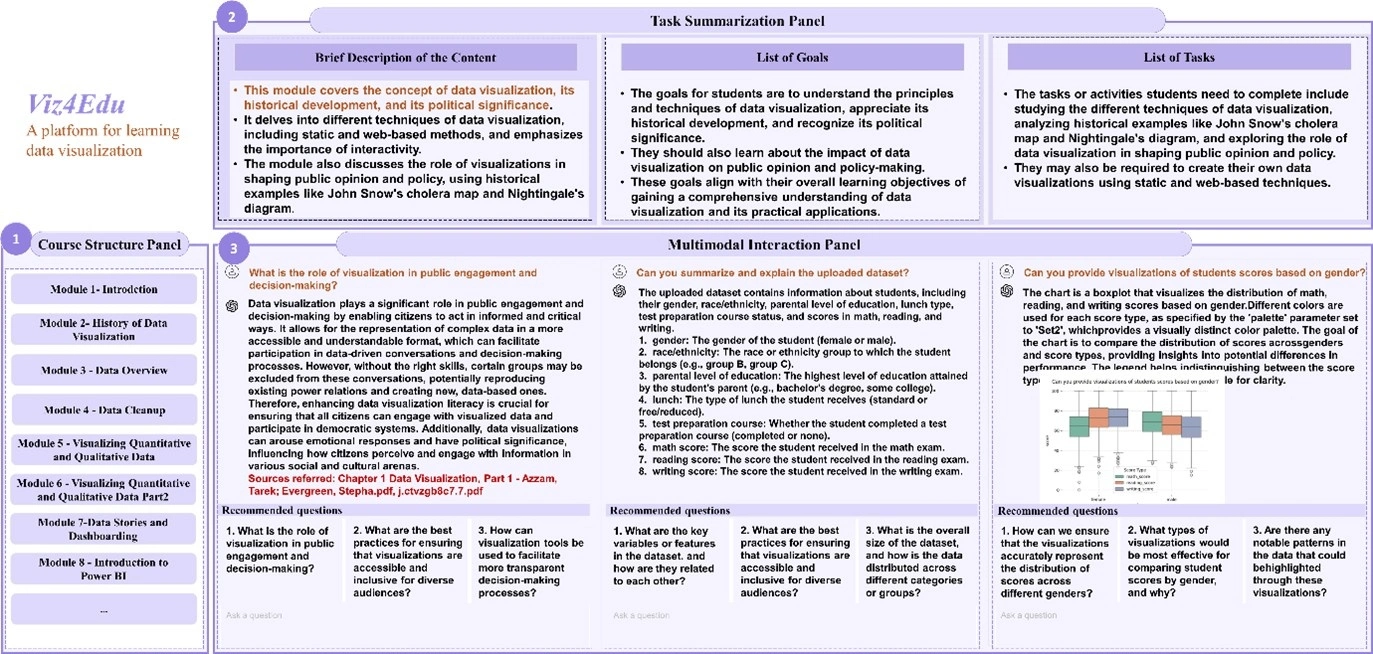 Viz4Edu
A platform for learning
data visualization
2
Task Summarization Panel
Brief Description of the Content
• This module covers the concept of data visualization, its
historical development, and its political significance.
• It delves into different techniques of data visualization,
including static and web-based methods, and emphasizes
the importance of interactivity.
• The module also discusses the role of visualizations in
shaping public opinion and policy, using historical
examples like John Snow's cholera map and Nightingale's
diagram.
List of Goals
• The goals for students are to understand the principles
and techniques of data visualization, appreciate its
historical development, and recognize its political
significance.
• They should also learn about the impact of data
visualization on public opinion and policy-making.
• These goals align with their overall learning objectives of
gaining a comprehensive understanding of data
visualization and its practical applications.
List of Tasks
• The tasks or activities students need to complete include
studying the different techniques of data visualization,
analyzing historical examples like John Snow's cholera
map and Nightingale's diagram, and exploring the role of
data visualization in shaping public opinion and policy.
• They may also be required to create their own data
visualizations using static and web-based techniques.
1
Course Structure Panel
Module 1- Introdction
Module 2- History of Data
Visualization
Module 3 - Data Overview
Module 4 - Data Cleanup
Module 5 - Visualizing Quantitative
and Qualitative Data
Module 6 - Visualizing Quantitative
and Qualitative Data Part2
Module 7-Data Stories and
Dashboarding
Module 8 - Introduction to
Power BI
...
3
Multimodal Interaction Panel
What is the role of visualization in public engagement and
decision-making?
Data visualization plays a significant role in public engagement and
decision-making by enabling citizens to act in informed and critical
ways. It allows for the representation of complex data in a more
accessible and understandable format, which can facilitate
participation in data-driven conversations and decision-making
processes. However, without the right skills, certain groups may be
excluded from these conversations, potentially reproducing
existing power relations and creating new, data-based ones.
Therefore, enhancing data visualization literacy is crucial for
ensuring that all citizens can engage with visualized data and
participate in democratic systems. Additionally, data visualizations
can arouse emotional responses and have political significance,
influencing how citizens perceive and engage with information in
various social and cultural arenas.
Sources referred: Chapter 1 Data Visualization, Part 1 - Azzam,
Tarek; Evergreen, Stepha.pdf, j.ctvzgb8c7.7.pdf
Recommended questions
1. What is the role of
visualization in public
engagement and
decision-making?
2. What are the best
practices for ensuring
that visualizations are
accessible and
inclusive for diverse
audiences?
3. How can
visualization tools be
used to facilitate
more transparent
decision-making
processes?
Ask a question
Can you summarize and explain the uploaded dataset?
The uploaded dataset contains information about students, including
their gender, race/ethnicity, parental level of education, lunch type,
test preparation course status, and scores in math, reading, and
writing.
1. gender: The gender of the student (female or male).
2. race/ethnicity: The race or ethnicity group to which the student
belongs (e.g., group B, group C).
3. parental level of education: The highest level of education attained
by the student's parent (e.g., bachelor's degree, some college).
4. lunch: The type of lunch the student receives (standard or
free/reduced).
5. test preparation course: Whether the student completed a test
preparation course (completed or none).
6. math score: The score the student received in the math exam.
7. reading score: The score the student received in the reading exam.
8. writing score: The score the student received in the writing exam.
Recommended questions
1. What are the key
variables or features
in the dataset. and
how are they related
to each other?
2. What are the best
practices for ensuring
that visualizations are
accessible and
inclusive for diverse
audiences?
3. What is the overall
size of the dataset,
and how is the data
distributed across
different categories
or groups?
Ask a question
Can you provide visualizations of students scores based on gender?
The chart is a boxplot that visualizes the distribution of math,
reading, and writing scores based on gender.Different colors are
used for each score type, as specified by the 'palette' parameter set
to 'Set2', whichprovides a visually distinct color palette. The goal of
the chart is to compare the distribution of scores acrossgenders
and score types, providing insights into potential differences in
performance. The legend helps indistinguishing between the score
for clarity.
Can you provide visualizations of students scores based on gender?
100
80
60
40
20
0
Score Type
math_score
reading_score
writing_score
female
male
Recommended questions
1. How can we ensure
that the visualizations
accurately represent
the distribution of
scores across
different genders?
2. What types of
visualizations would
be most effective for
comparing student
scores by gender,
and why?
3. Are there any
notable patterns in
the data that could
behighlighted
through these
visualizations?
Ask a question